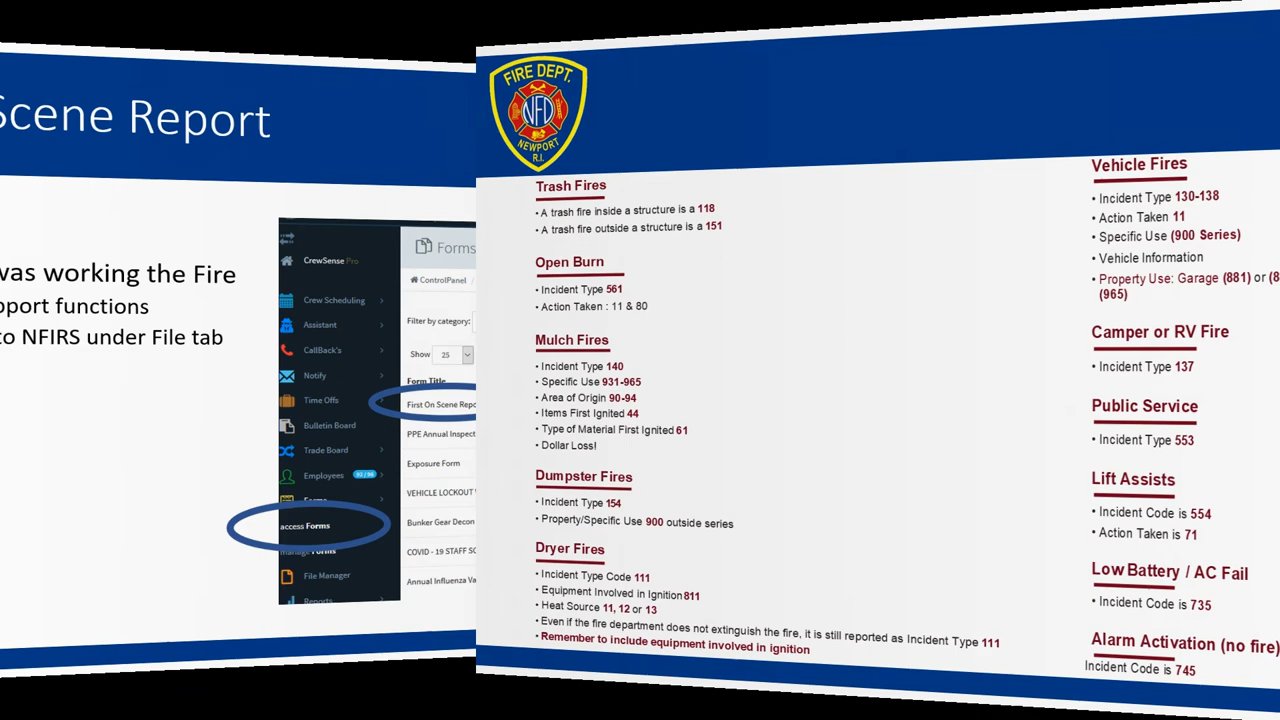 Scene Report
was working the Fire
pport functions
to NFIRS under File tab
CrewSense Pro
Crew Scheduling
Assistant
CallBack's
Notify
Time Offs
Bulletin Board
Trade Board
Employees
Forms
access Forms
manage Forms
File Manager
Reports
Forms
ControlPanel /
Filter by category:
Show 25
Form Title
First On Scene Repo
PPE Annual Inspect
Exposure Form
VEHICLE LOCKOUT
Bunker Gear Decon
COVID - 19 STAFF SC
Annual Influenza Va
FIRE DEPT.
NFD
NEWPORT
R.I.
Trash Fires
• A trash fire inside a structure is a 118
• A trash fire outside a structure is a 151
Open Burn
• Incident Type 561
• Action Taken : 11 & 80
Mulch Fires
• Incident Type 140
• Specific Use 931-965
• Area of Origin 90-94
• Items First Ignited 44
• Type of Material First Ignited 61
• Dollar Loss!
Dumpster Fires
• Incident Type 154
• Property/Specific Use 900 outside series
Dryer Fires
• Incident Type Code 111
• Equipment Involved in Ignition 811
• Heat Source 11, 12 or 13
• Even if the fire department does not extinguish the fire, it is still reported as Incident Type 111
• Remember to include equipment involved in ignition
Vehicle Fires
• Incident Type 130-138
• Action Taken 11
• Specific Use (900 Series)
• Vehicle Information
• Property Use: Garage (881) or (8
(965)
Camper or RV Fire
• Incident Type 137
Public Service
• Incident Type 553
Lift Assists
• Incident Code is 554
• Action Taken is 71
Low Battery / AC Fail
• Incident Code is 735
Alarm Activation (no fire)
Incident Code is 745